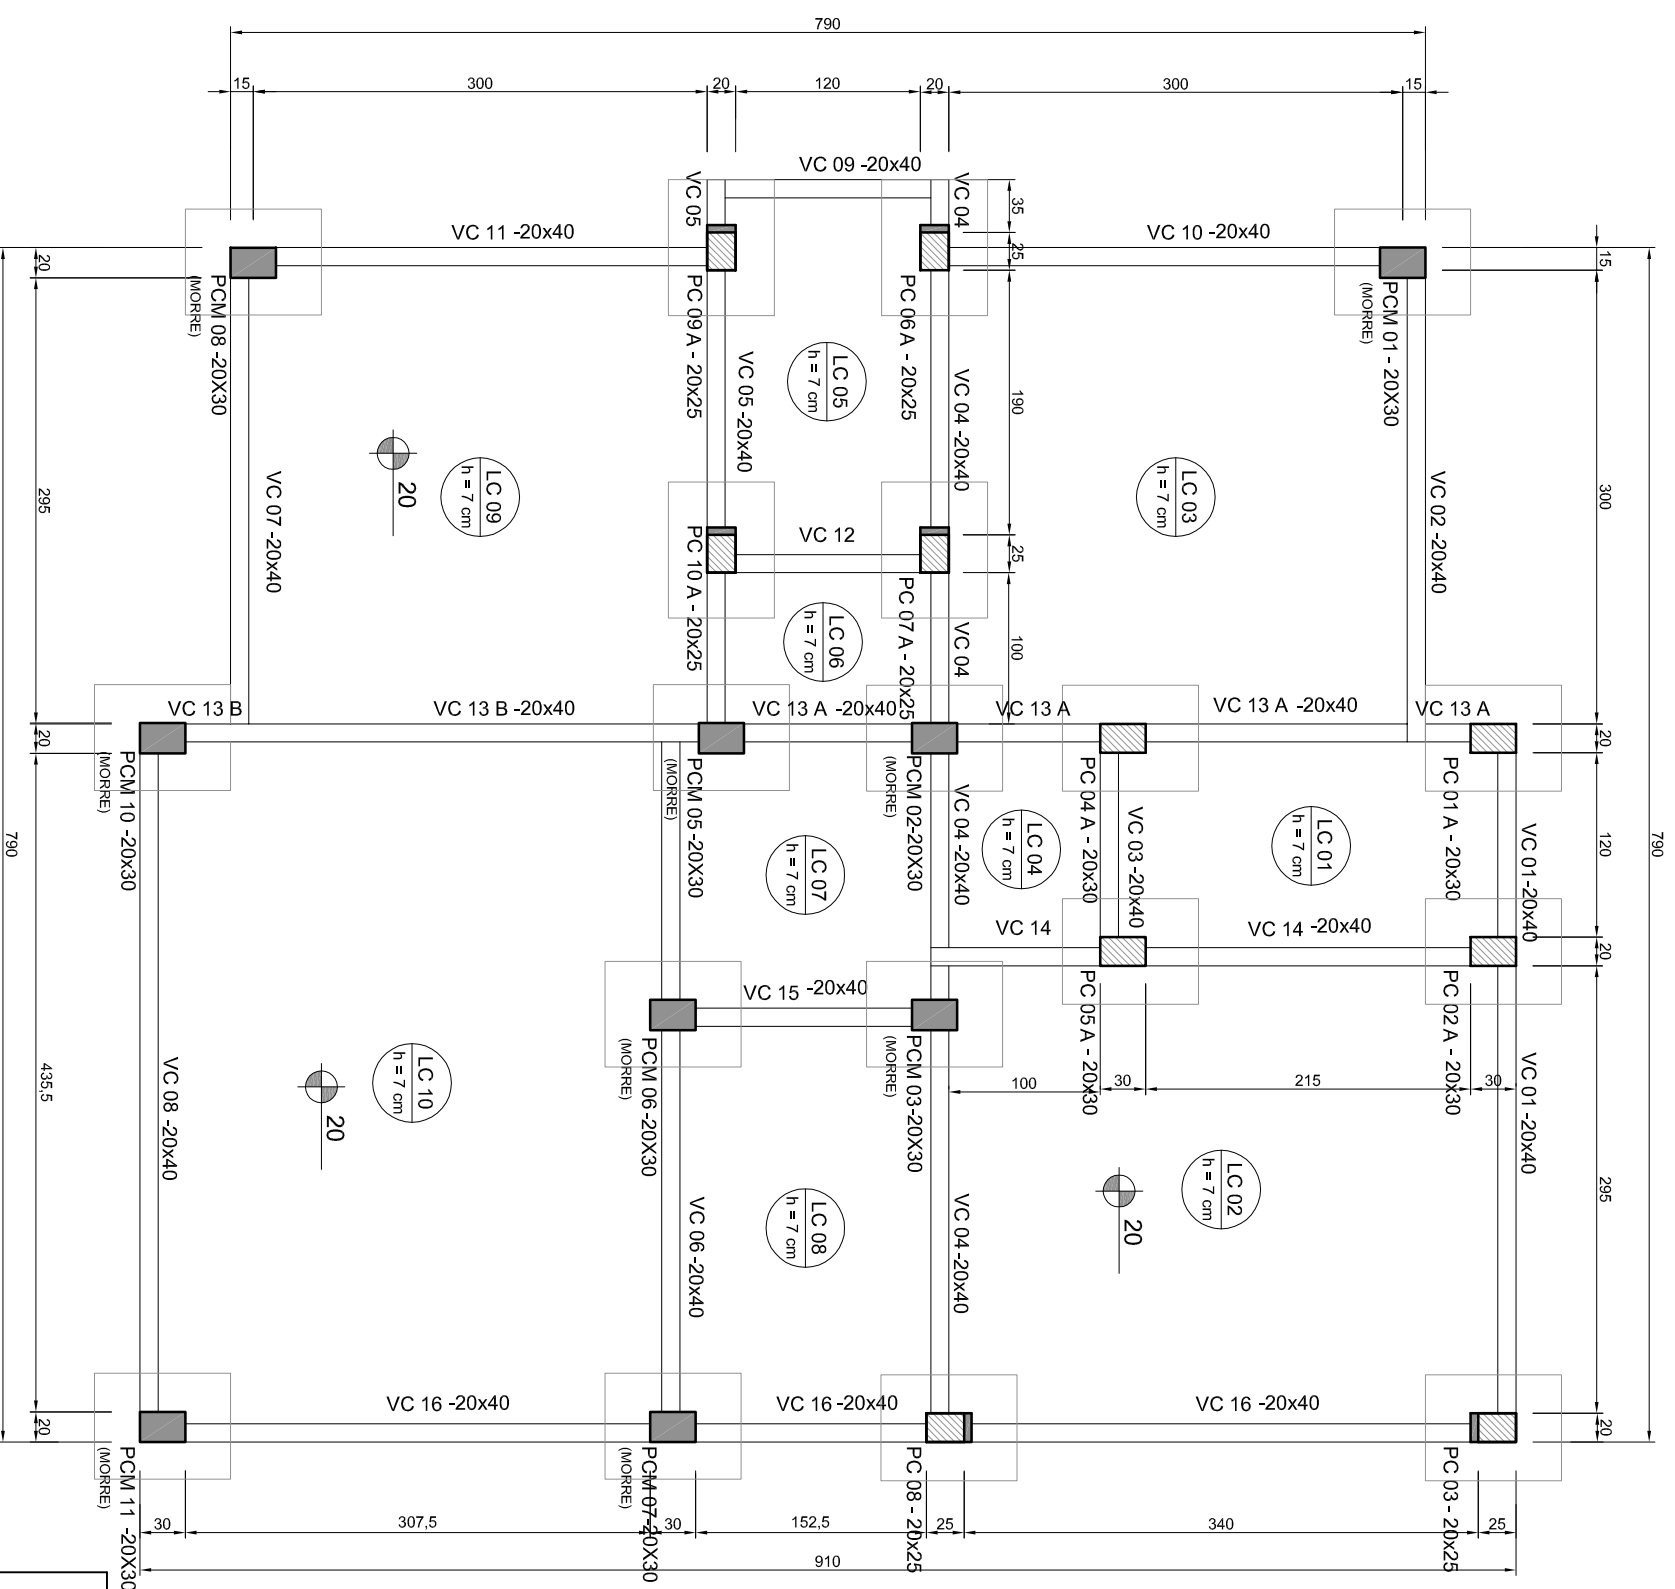 790
15
300
20
120
20
300
15
VC 09 -20x40
VC 05
VC 04
35
25
VC 11 -20x40
VC 10 -20x40
15
20
PCM 08 -20X30
(MORRE)
PC 09 A - 20x25
PC 06 A - 20x25
PCM 01 - 20X30
(MORRE)
LC 05
h = 7 cm
VC 05 -20x40
VC 04 -20x40
190
LC 09
h = 7 cm
20
LC 03
h = 7 cm
VC 07 -20x40
VC 02 -20x40
295
300
VC 12
25
PC 10 A - 20x25
PC 07 A - 20x25
LC 06
h = 7 cm
VC 04
100
VC 13 B
VC 13 B -20x40
VC 13 A -20x40
VC 13 A
VC 13 A -20x40
VC 13 A
20
20
PCM 10 -20x30
(MORRE)
PCM 05 -20X30
(MORRE)
PCM 02-20X30
(MORRE)
PC 04 A - 20x30
PC 01 A - 20x30
790
790
LC 07
h = 7 cm
VC 04 -20x40
LC 04
h = 7 cm
VC 03 -20x40
LC 01
h = 7 cm
VC 01 -20x40
120
VC 14
VC 14 -20x40
20
VC 15 -20x40
PC 05 A - 20x30
PC 02 A - 20x30
PCM 06 -20X30
(MORRE)
PCM 03-20X30
(MORRE)
100
30
215
30
VC 08 -20x40
LC 10
h = 7 cm
20
435,5
VC 01 -20x40
VC 06 -20x40
LC 08
h = 7 cm
VC 04 -20x40
LC 02
h = 7 cm
20
295
VC 16 -20x40
VC 16 -20x40
VC 16 -20x40
20
20
PCM 11 -20X30
(MORRE)
PCM 07-20X30
(MORRE)
PC 08 - 20x25
PC 03 - 20x25
30
307,5
30
152,5
25
340
25
910